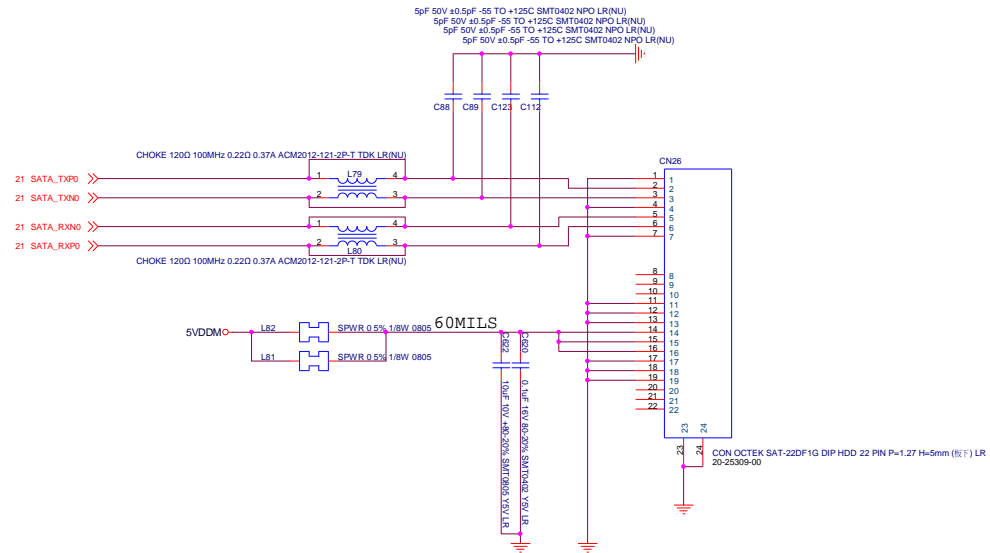 5pF 50V ±0.5pF -55 TO +125C SMT0402 NPO LR(NU)
5pF 50V ±0.5pF -55 TO +125C SMT0402 NPO LR(NU)
5pF 50V ±0.5pF -55 TO +125C SMT0402 NPO LR(NU)
5pF 50V ±0.5pF -55 TO +125C SMT0402 NPO LR(NU)
C88 C89 C123 C112
CHOKE 120Ω 100MHz 0.22Ω 0.37A ACM2012-121-2P-T TDK LR(NU)
CN26
21 SATA_TXP0
1 L79 4
21 SATA_TXN0
2 3
21 SATA_RXN0
1 4
21 SATA_RXP0
2 L80 3
CHOKE 120Ω 100MHz 0.22Ω 0.37A ACM2012-121-2P-T TDK LR(NU)
1 1
2 2
3 3
4 4
5 5
6 6
7 7
8 8
9 9
10 10
11 11
12 12
13 13
14 14
15 15
16 16
17 17
18 18
19 19
20 20
21 21
22 22
23 24
23 24
5VDDM
L82 SPWR 0 5% 1/8W 0805
L81 SPWR 0 5% 1/8W 0805
60MILS
C622
10uF 10V +80-20% SMT0805 Y5V LR
C620
0.1uF 16V 80-20% SMT0402 Y5V LR
CON OCTEK SAT-22DF1G DIP HDD 22 PIN P=1.27 H=5mm (板下) LR
20-25309-00